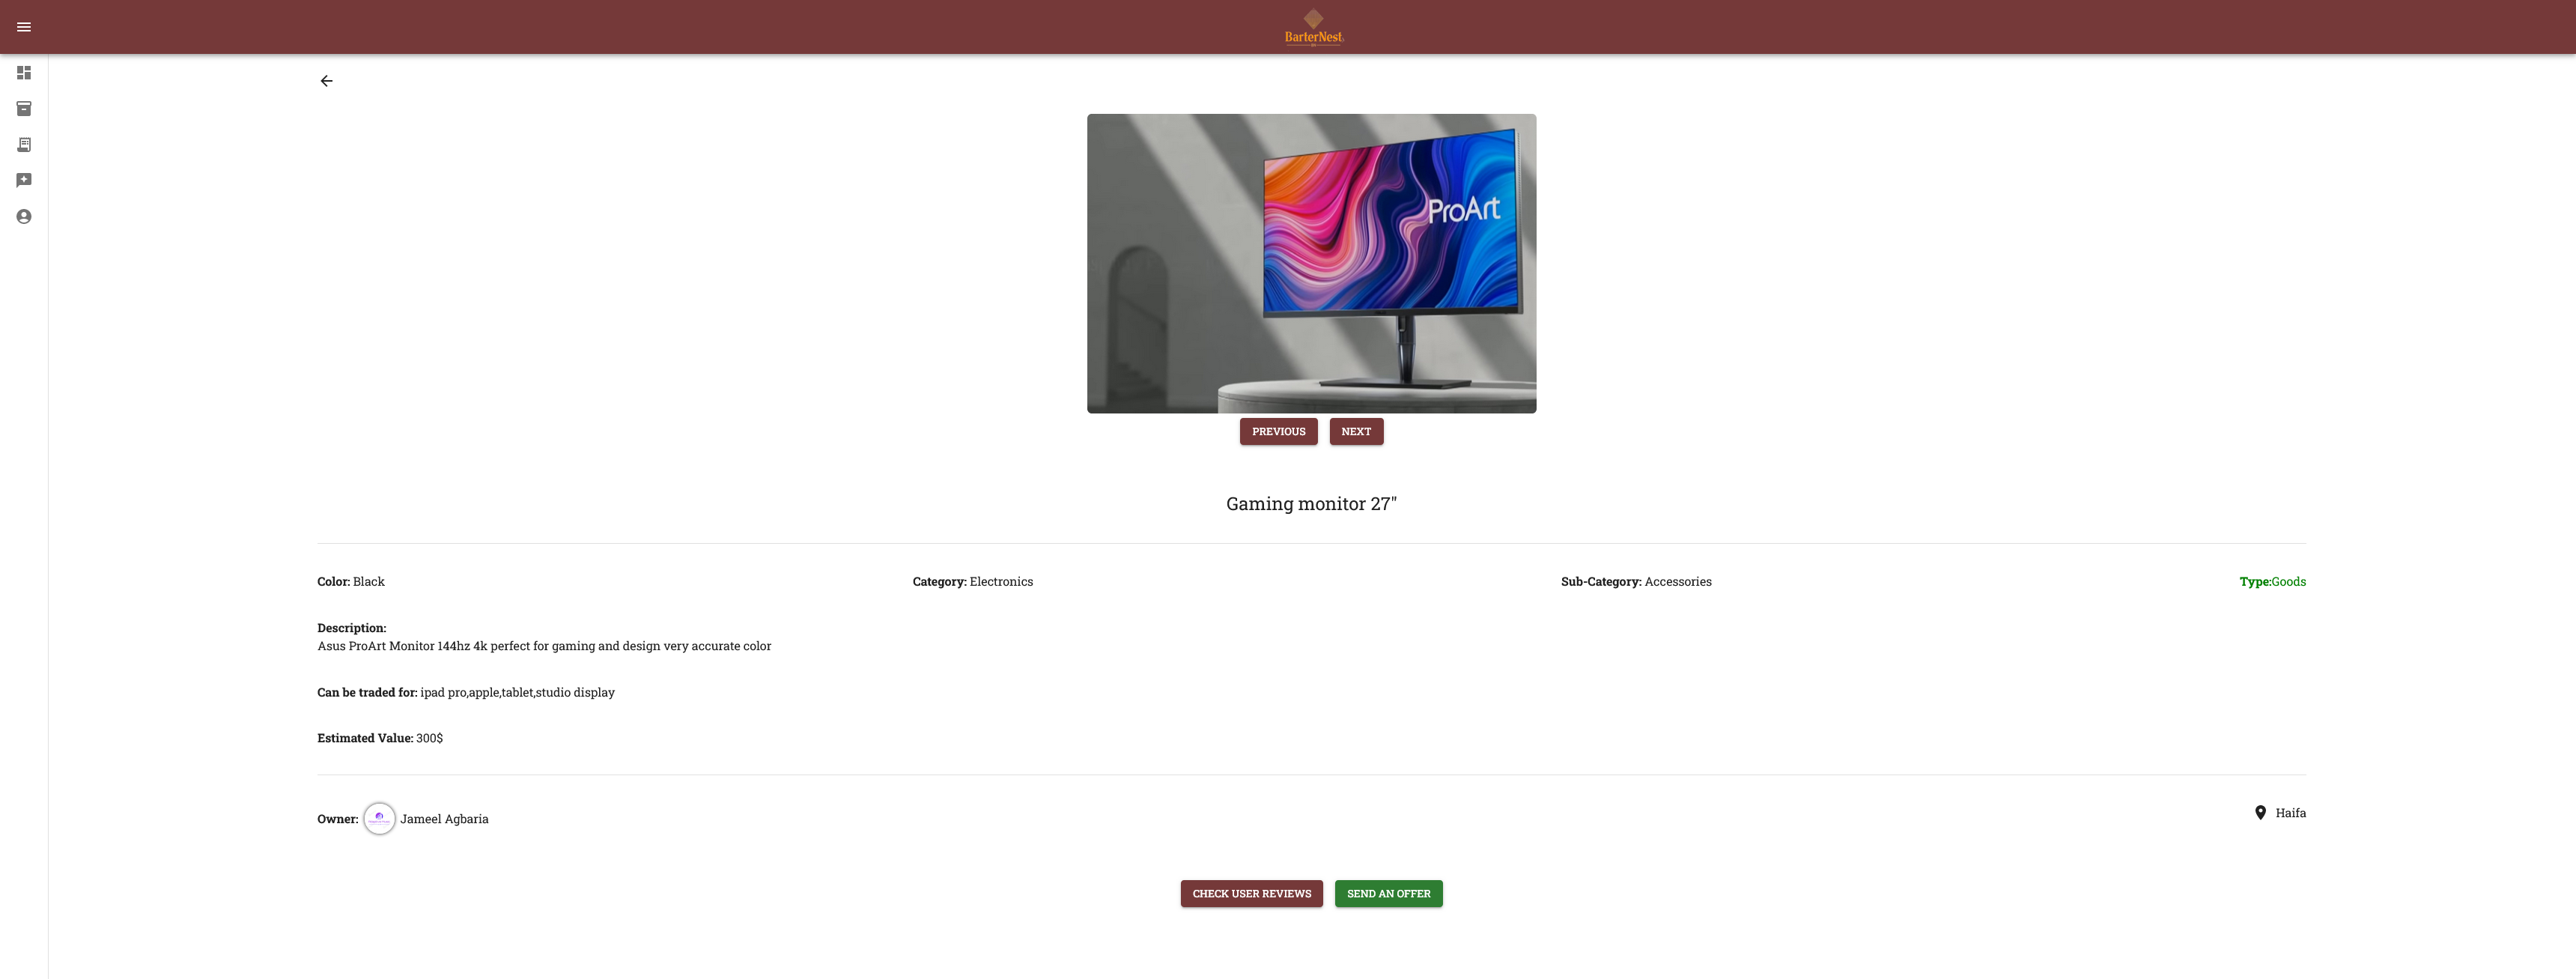 BarterNest
ProArt
PREVIOUS NEXT
Gaming monitor 27"
Color: Black Category: Electronics Sub-Category: Accessories Type:Goods
Description:
Asus ProArt Monitor 144hz 4k perfect for gaming and design very accurate color
Can be traded for: ipad pro,apple,tablet,studio display
Estimated Value: 300$
Owner: Jameel Agbaria Haifa
CHECK USER REVIEWS SEND AN OFFER